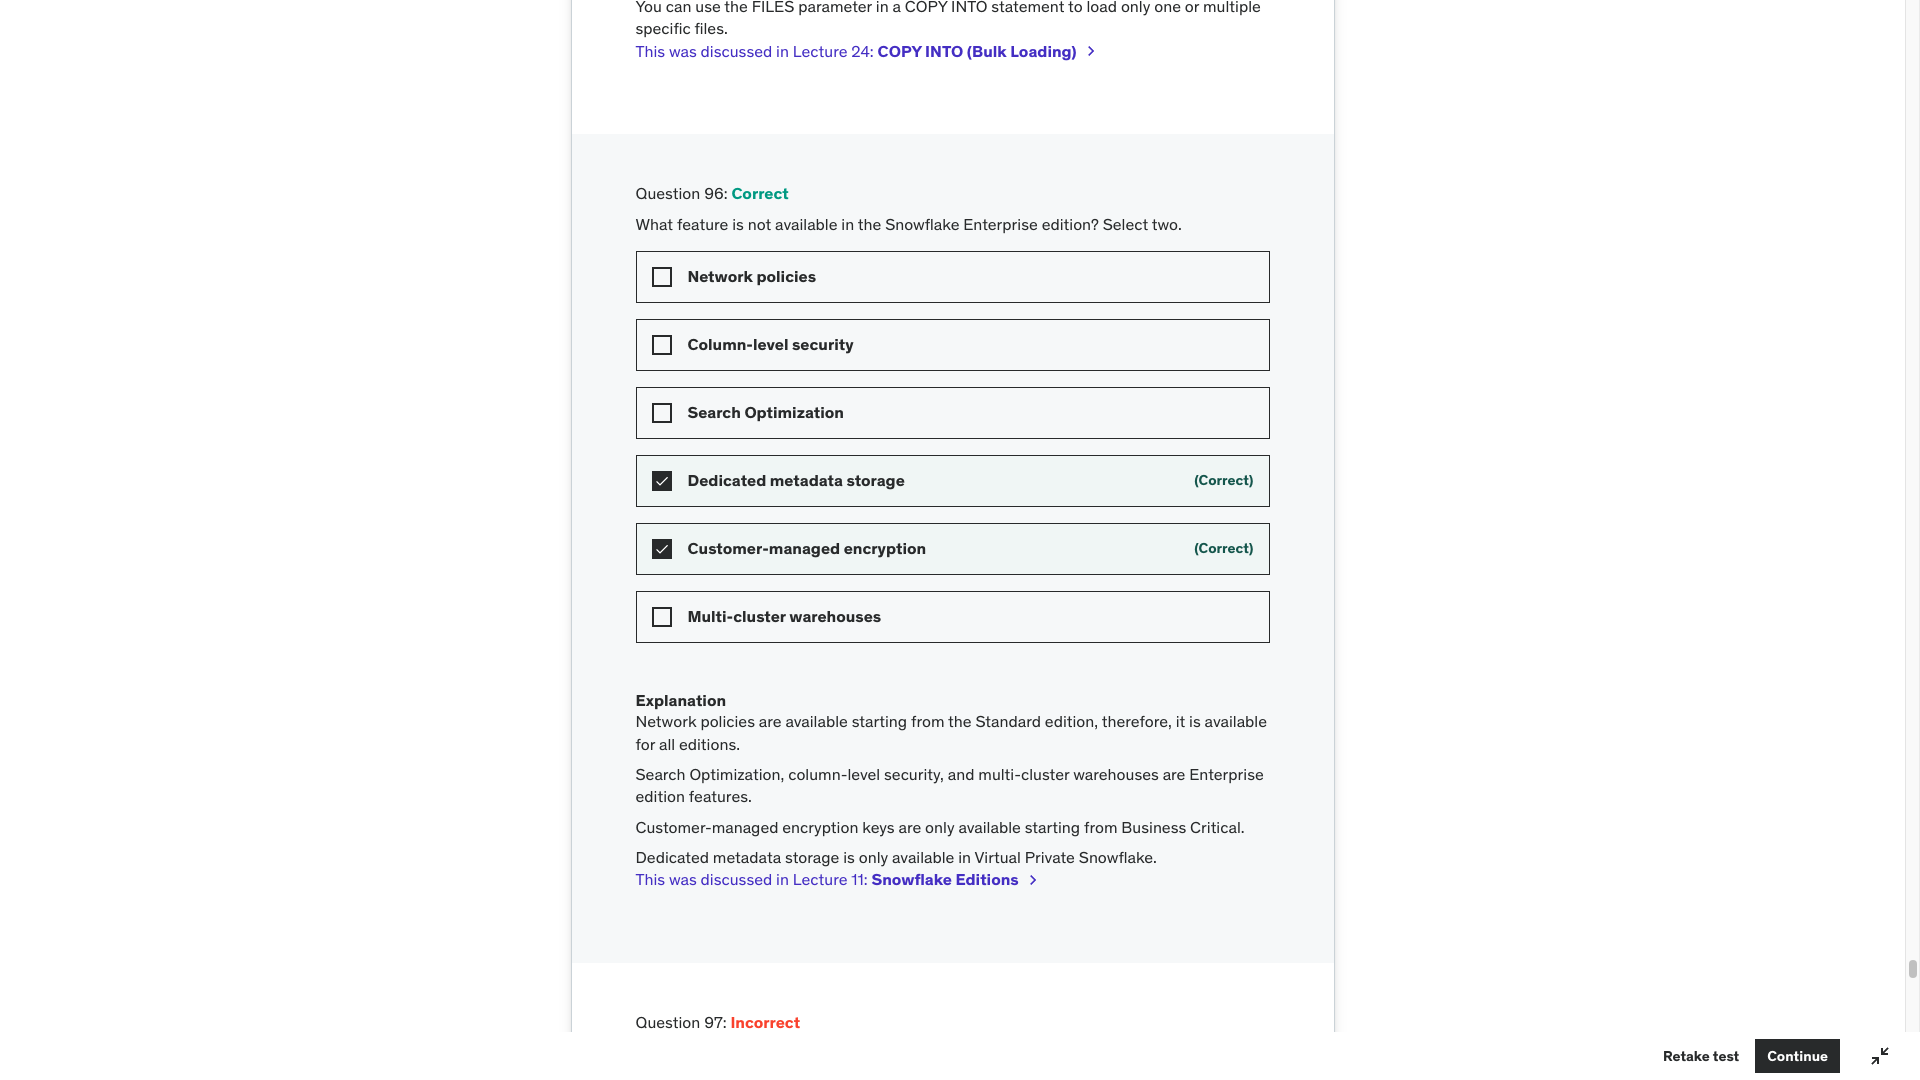 You can use the FILES parameter in a COPY INTO statement to load only one or multiple
specific files.
This was discussed in Lecture 24: COPY INTO (Bulk Loading)
Question 96: Correct
What feature is not available in the Snowflake Enterprise edition? Select two.
Network policies
Column-level security
Search Optimization
Dedicated metadata storage (Correct)
Customer-managed encryption (Correct)
Multi-cluster warehouses
Explanation
Network policies are available starting from the Standard edition, therefore, it is available
for all editions.
Search Optimization, column-level security, and multi-cluster warehouses are Enterprise
edition features.
Customer-managed encryption keys are only available starting from Business Critical.
Dedicated metadata storage is only available in Virtual Private Snowflake.
This was discussed in Lecture 11: Snowflake Editions
Question 97: Incorrect
Retake test Continue